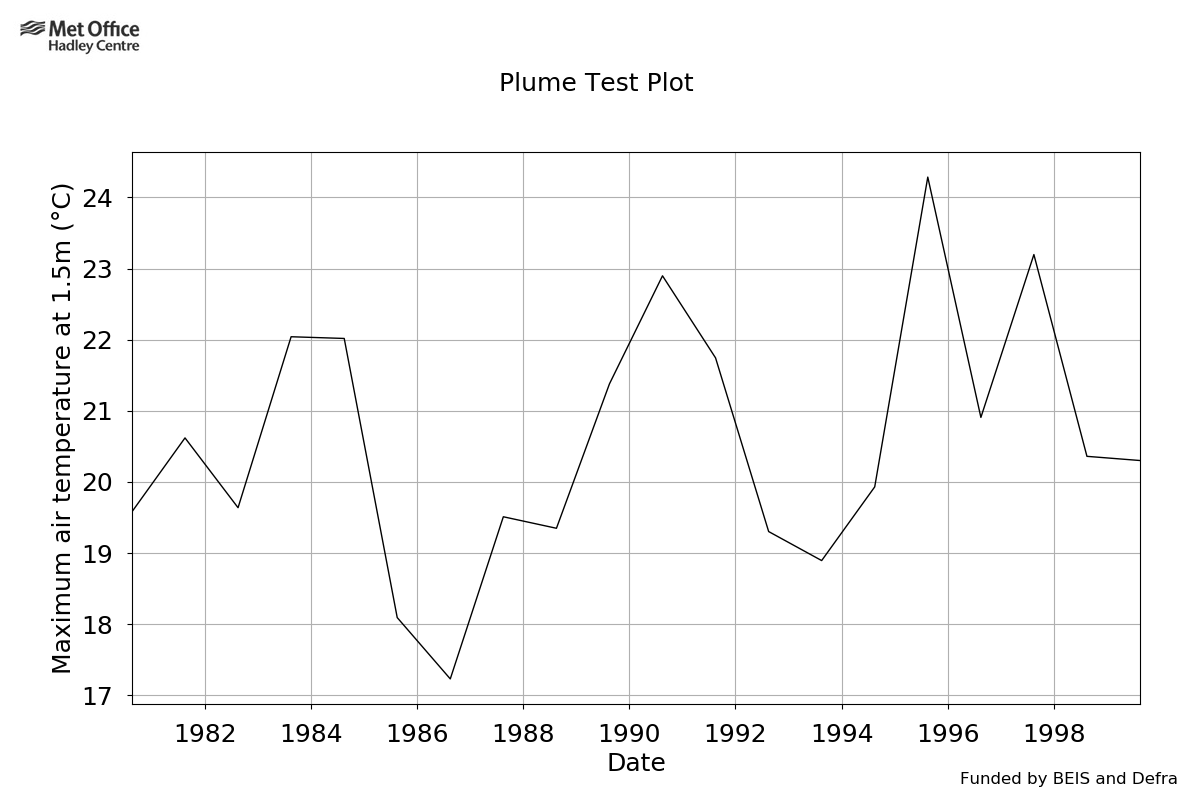 Met Office
Hadley Centre
Plume Test Plot
Maximum air temperature at 1.5m (°C)
24
23
22
21
20
19
18
17
1982 1984 1986 1988 1990 1992 1994 1996 1998
Date
Funded by BEIS and Defra